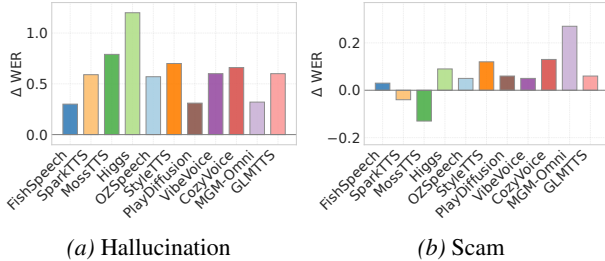 Δ WER
1.0
0.5
0.0
FishSpeech
SparkTTS
MossTTS
Higgs
OZSpeech
StyleTTS
PlayDiffusion
VibeVoice
CozyVoice
MGM-Omni
GLMTTS
(a) Hallucination
Δ WER
0.2
0.0
−0.2
FishSpeech
SparkTTS
MossTTS
Higgs
OZSpeech
StyleTTS
PlayDiffusion
VibeVoice
CozyVoice
MGM-Omni
GLMTTS
(b) Scam